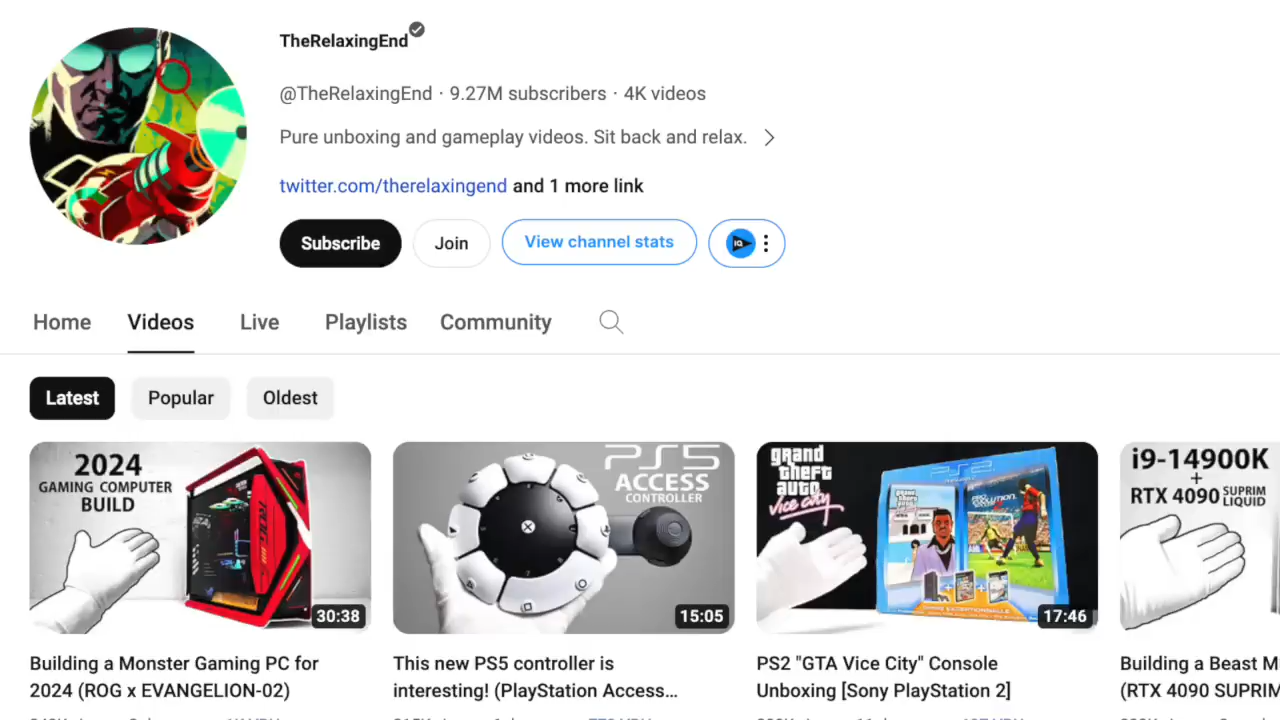 TheRelaxingEnd
@TheRelaxingEnd · 9.27M subscribers · 4K videos
Pure unboxing and gameplay videos. Sit back and relax.
twitter.com/therelaxingend and 1 more link
Subscribe Join View channel stats IQ
Home Videos Live Playlists Community
Latest Popular Oldest
2024
GAMING COMPUTER
BUILD
30:38
PS5
ACCESS
CONTROLLER
15:05
grand
theft
auto
Vice City
PS2
17:46
i9-14900K
+
RTX 4090 SUPRIM
LIQUID
Building a Monster Gaming PC for
2024 (ROG x EVANGELION-02)
This new PS5 controller is
interesting! (PlayStation Access...
PS2 "GTA Vice City" Console
Unboxing [Sony PlayStation 2]
Building a Beast M
(RTX 4090 SUPRIM